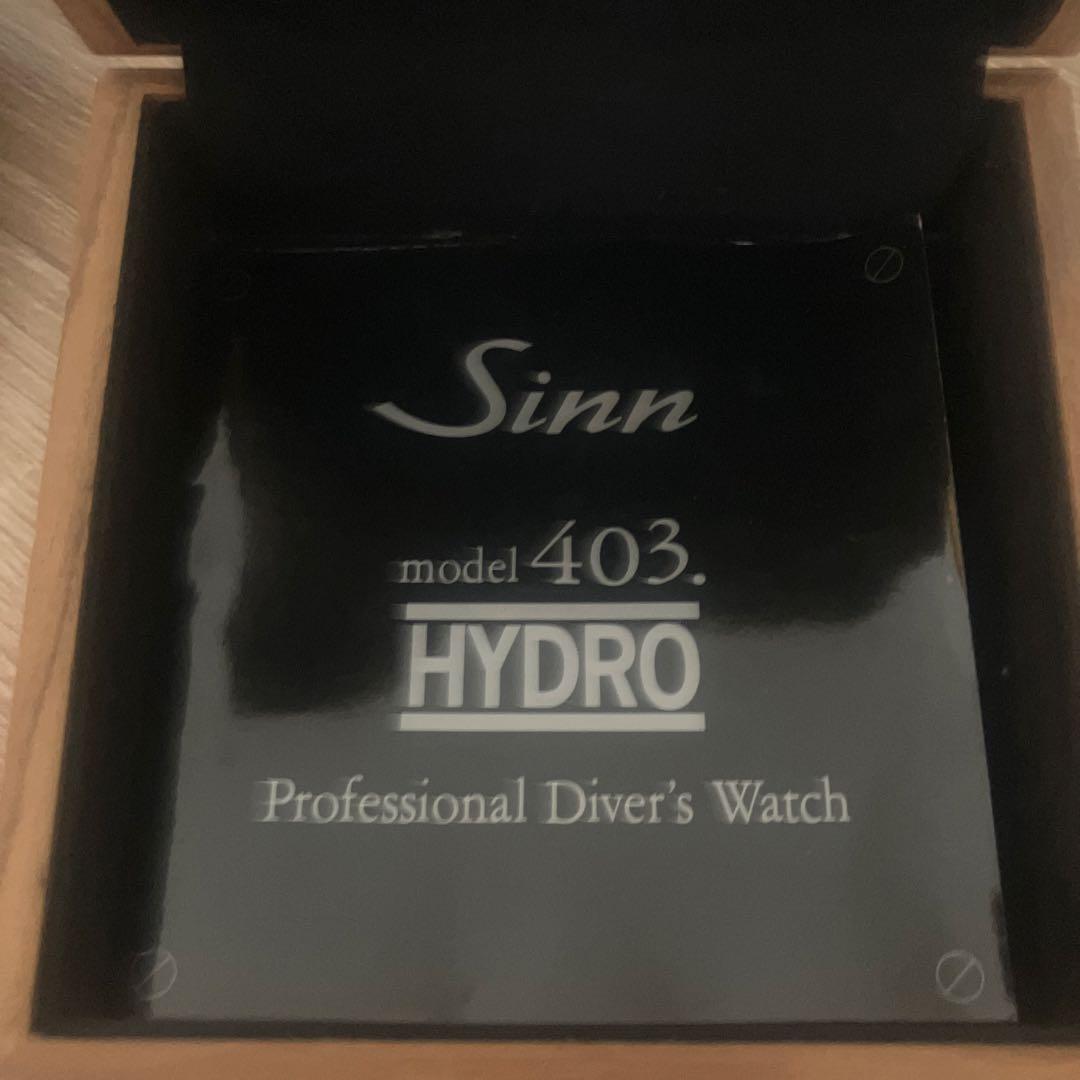 Sinn
model 403.
HYDRO
Professional Diver's Watch